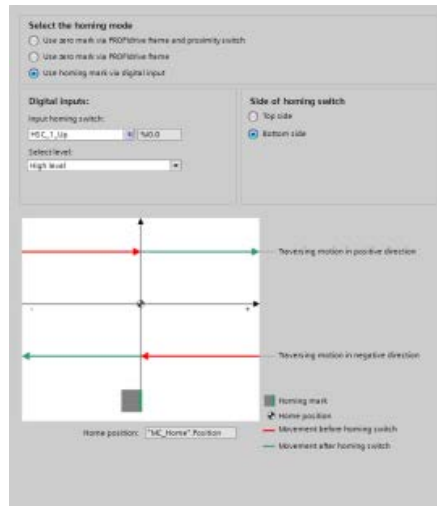 Select the homing mode
Use zero mark via PROFIdrive frame and proximity switch
Use zero mark via PROFIdrive frame
Use homing mark via digital input
Digital inputs:
Input homing switch:
HSC_1_Up
%I0.0
Select level:
High level
Side of homing switch
Top side
Bottom side
Traversing motion in positive direction
-
+
Traversing motion in negative direction
Homing mark
Home position
Movement before homing switch
Movement after homing switch
Home position: "MC_Home".Position